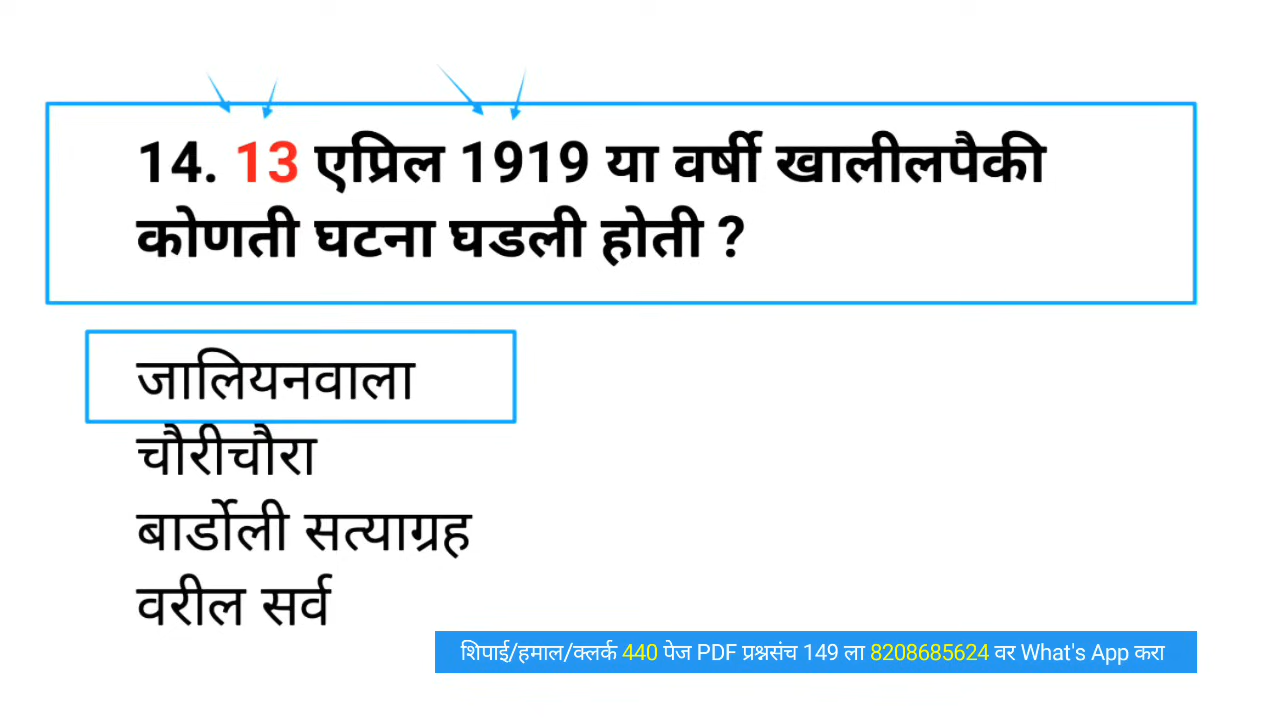 14. 13 एप्रिल 1919 या वर्षी खालीलपैकी
कोणती घटना घडली होती ?
जालियनवाला
चौरीचौरा
बार्डोली सत्याग्रह
वरील सर्व
शिपाई/हमाल/क्लर्क 440 पेज PDF प्रश्नसंच 149 ला 8208685624 वर What's App करा